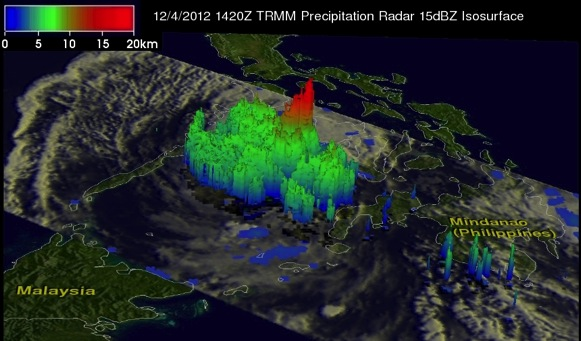 12/4/2012 1420Z TRMM Precipitation Radar 15dBZ Isosurface
0 5 10 15 20km
Mindanao
(Philippines)
Malaysia